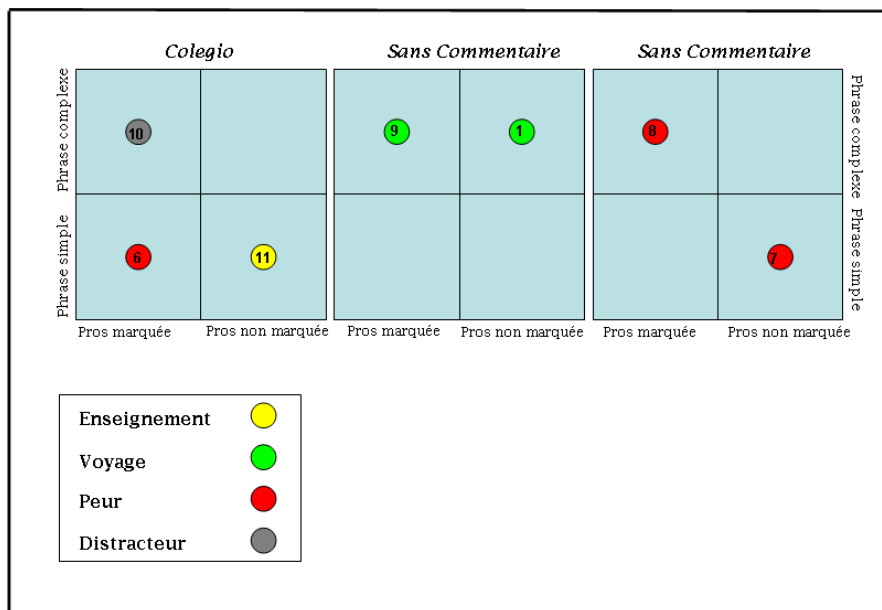 Colegio
Sans Commentaire
Sans Commentaire
Phrase complexe
10
9
1
8
Phrase complexe
Phrase simple
6
11
7
Phrase simple
Pros marquée
Pros non marquée
Pros marquée
Pros non marquée
Pros marquée
Pros non marquée
Enseignement
Voyage
Peur
Distracteur